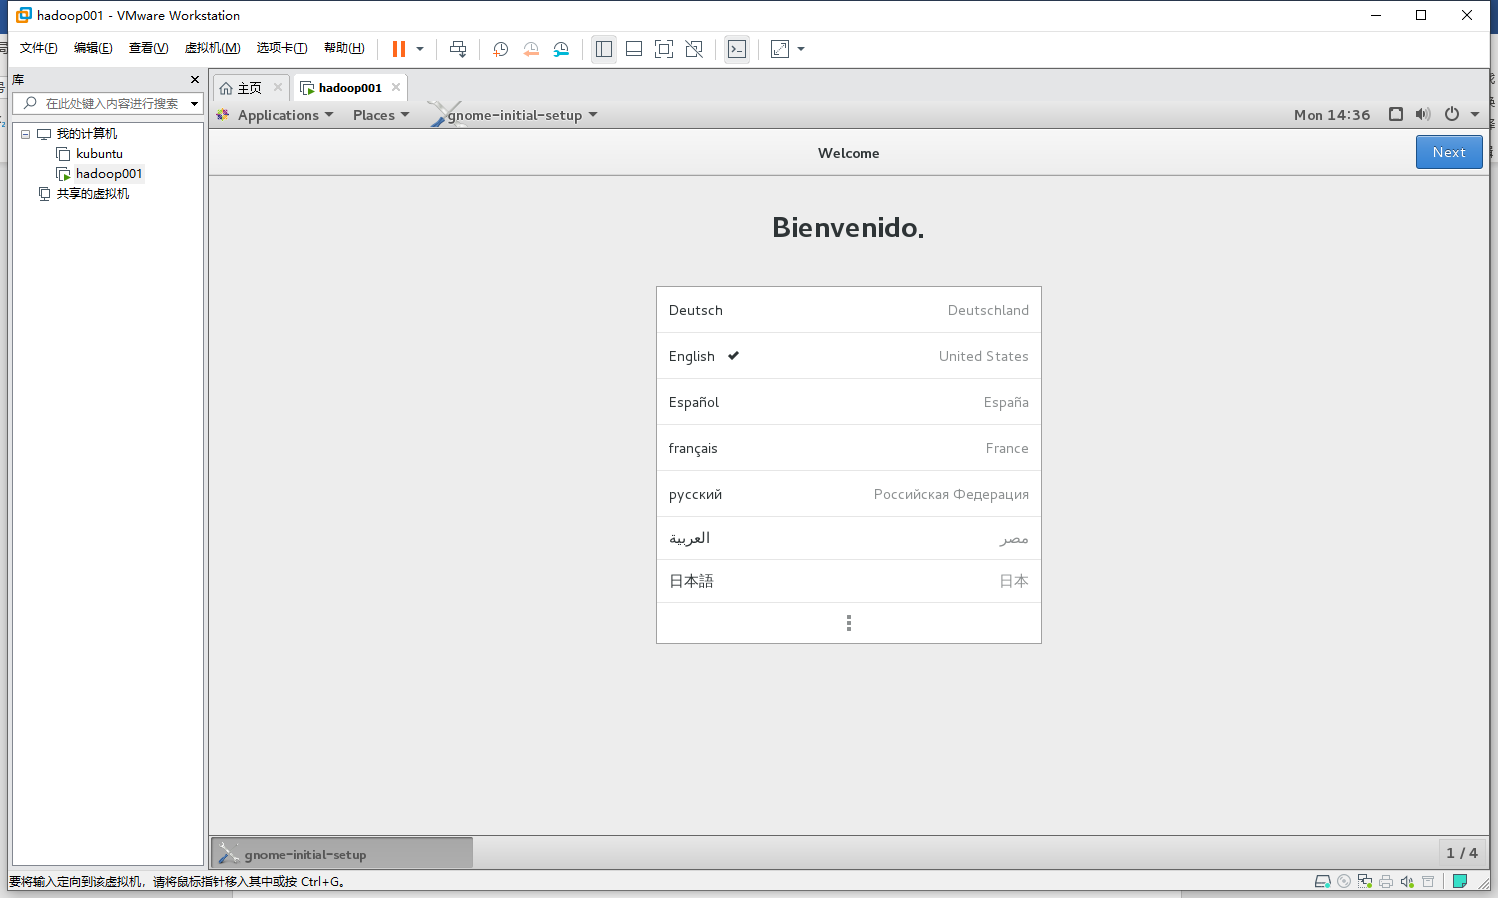 hadoop001 - VMware Workstation
文件(F) 编辑(E) 查看(V) 虚拟机(M) 选项卡(T) 帮助(H)
库
在此处键入内容进行搜索
我的计算机
kubuntu
hadoop001
共享的虚拟机
主页 hadoop001
Applications Places gnome-initial-setup Mon 14:36
Welcome Next
Bienvenido.
Deutsch Deutschland
English United States
Español España
français France
русский Российская Федерация
العربية مصر
日本語 日本
gnome-initial-setup 1 / 4
要将输入定向到该虚拟机，请将鼠标指针移入其中或按 Ctrl+G。